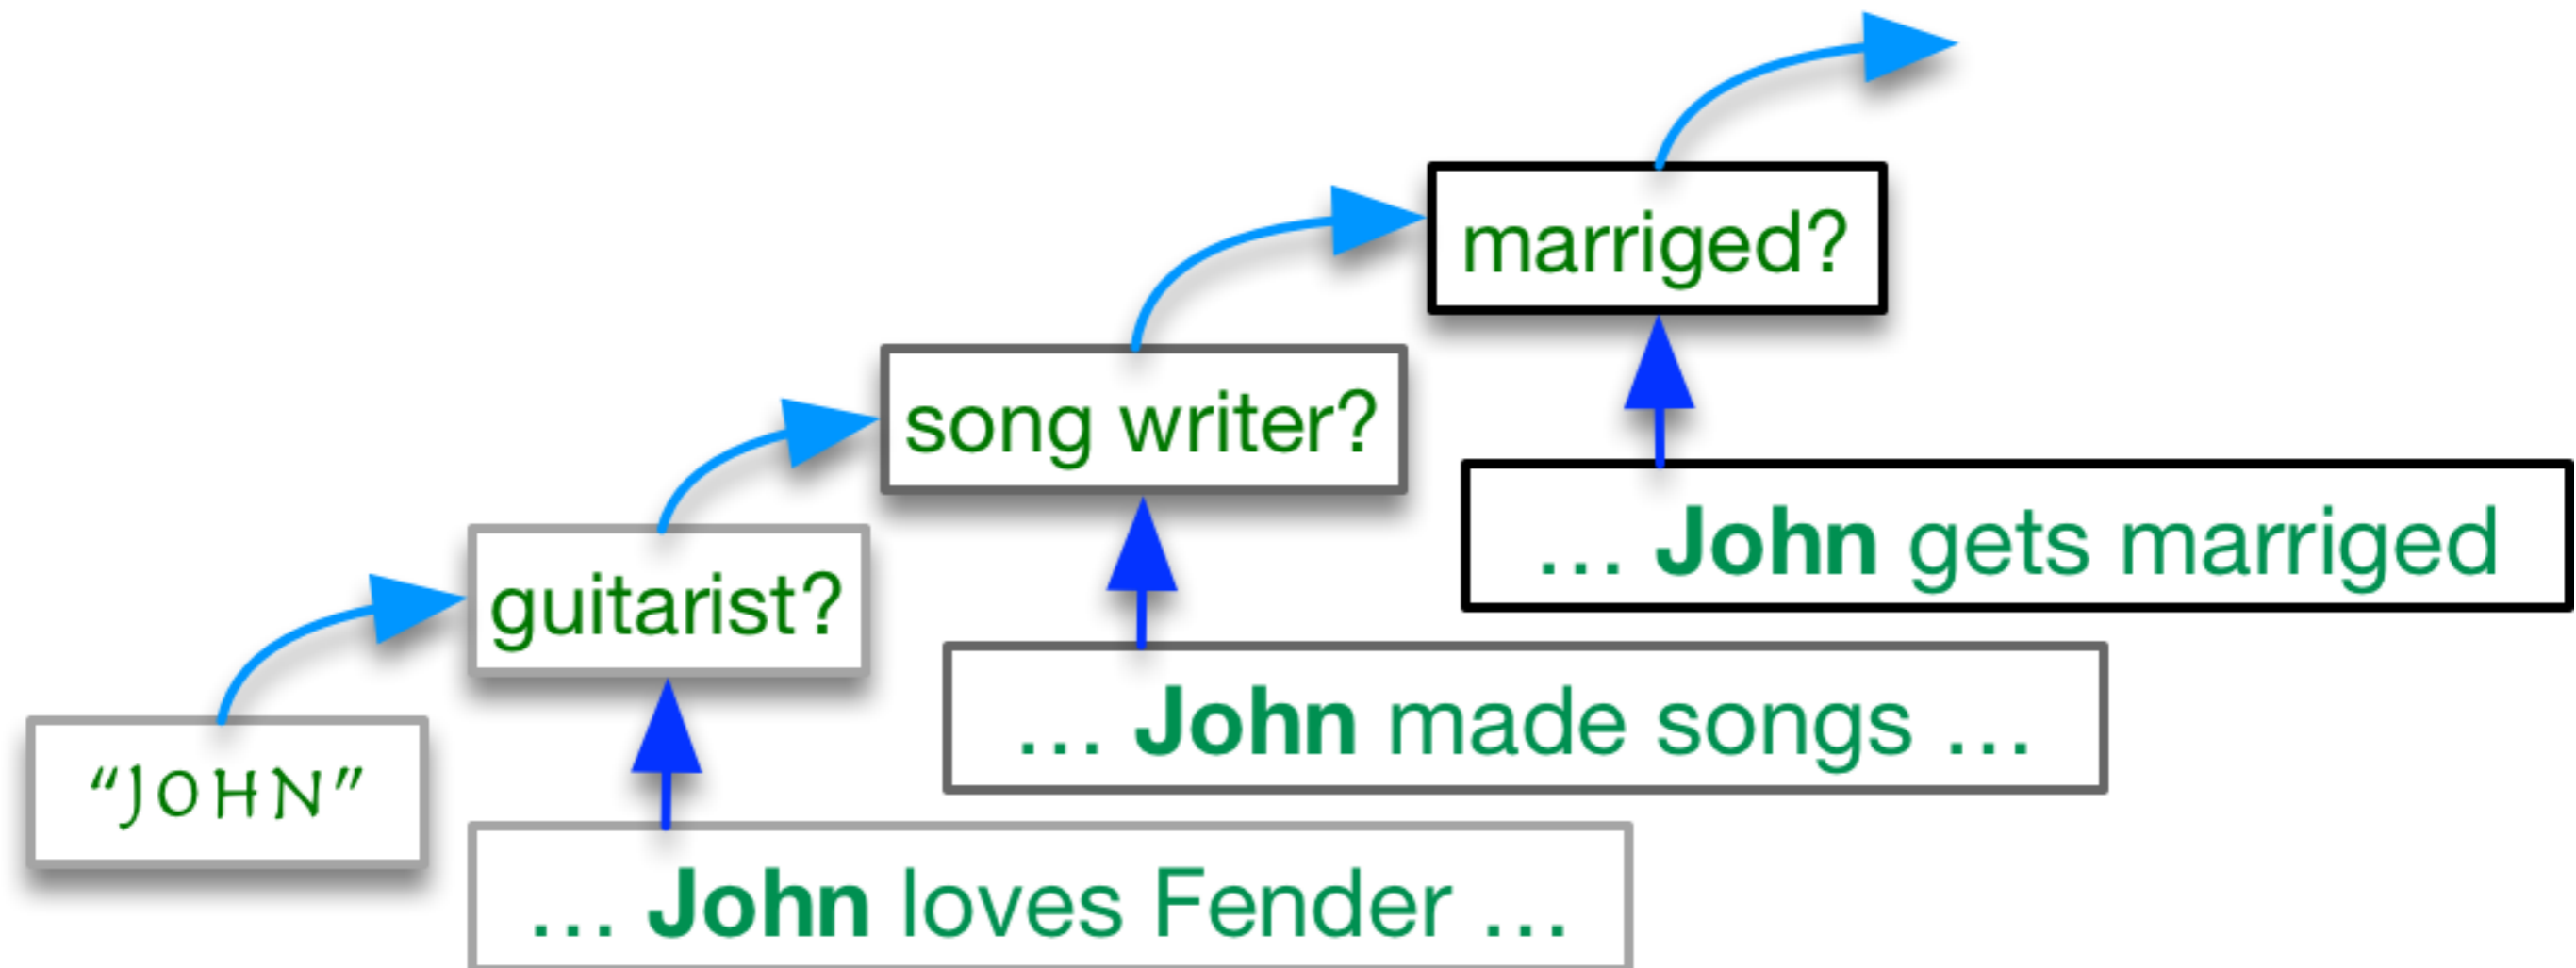 marriged?
song writer?
... John gets marriged
guitarist?
... John made songs ...
“JOHN”
... John loves Fender ...